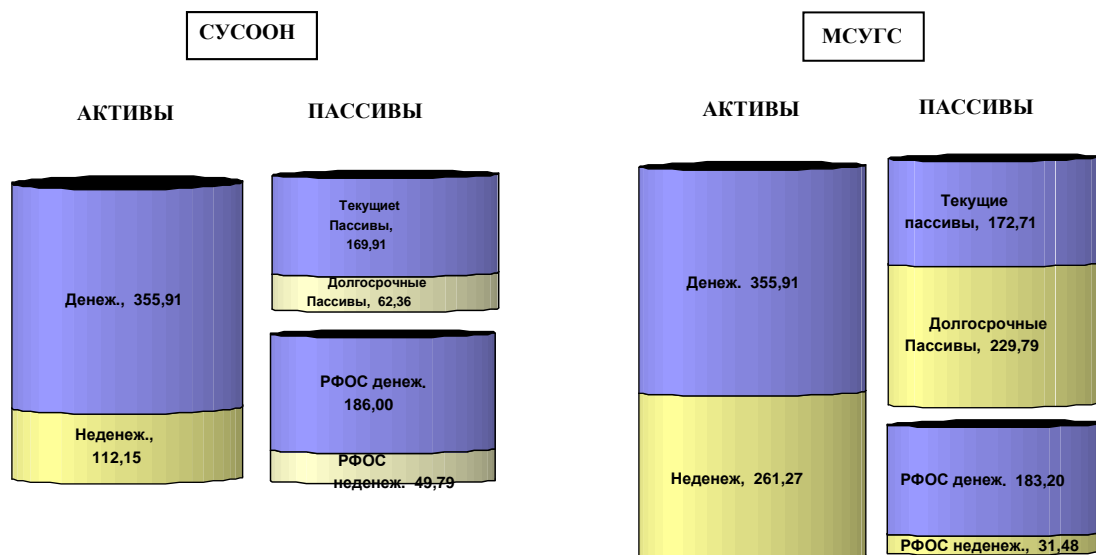 СУСООН
МСУГС
АКТИВЫ
ПАССИВЫ
АКТИВЫ
ПАССИВЫ
Денеж., 355,91
Неденеж.,
112,15
Текущиеt
Пассивы,
169,91
Долгосрочные
Пассивы, 62,36
РФОС денеж.
186,00
РФОС
неденеж. 49,79
Денеж. 355,91
Неденеж, 261,27
Текущие
пассивы, 172,71
Долгосрочные
Пассивы, 229,79
РФОС денеж. 183,20
РФОС неденеж., 31,48